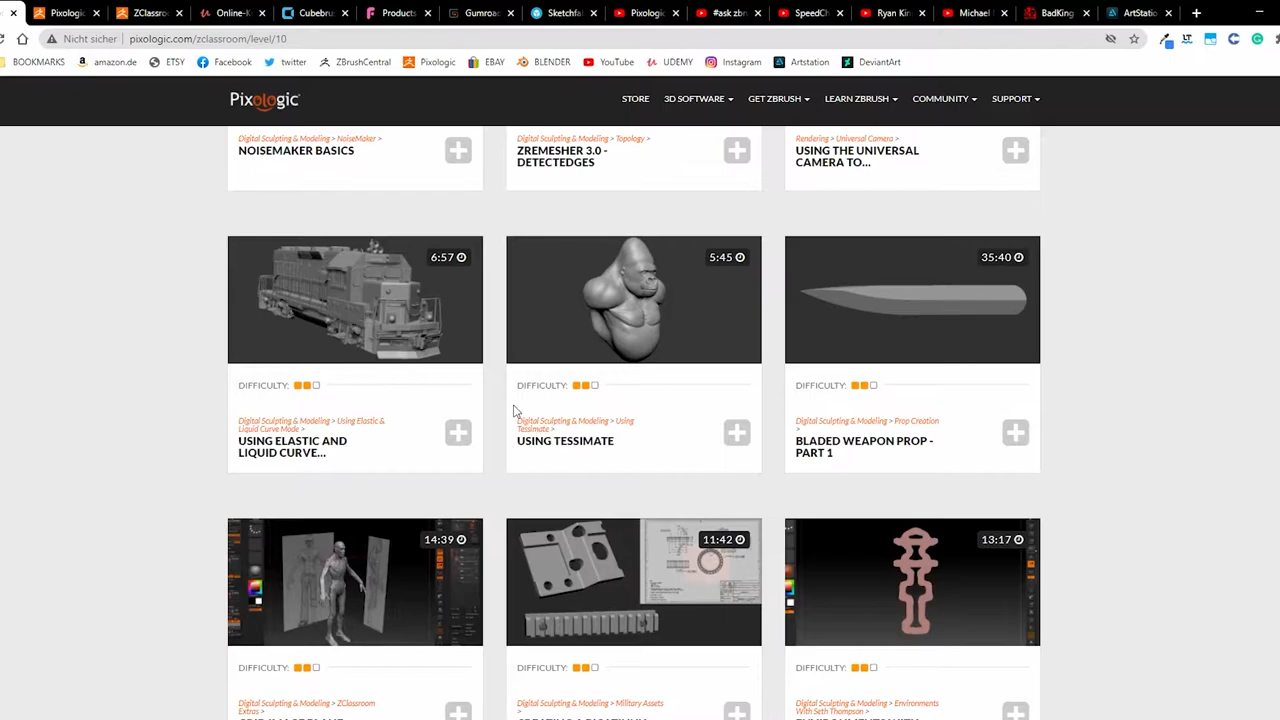 Pixologic
ZClassroom
Online-K
Cubebru
Products
Gumroa
Sketchfa
Pixologic
#ask zbr
SpeedCh
Ryan Kin
Michael
BadKing
ArtStatio
Nicht sicher
pixologic.com/zclassroom/level/10
BOOKMARKS
amazon.de
ETSY
Facebook
twitter
ZBrushCentral
Pixologic
EBAY
BLENDER
YouTube
UDEMY
Instagram
Artstation
DeviantArt
Pixologic
STORE
3D SOFTWARE
GET ZBRUSH
LEARN ZBRUSH
COMMUNITY
SUPPORT
Digital Sculpting & Modeling > NoiseMaker >
NOISEMAKER BASICS
Digital Sculpting & Modeling > Topology >
ZREMESHER 3.0 -
DETECTEDGES
Rendering > Universal Camera >
USING THE UNIVERSAL
CAMERA TO...
6:57
DIFFICULTY:
Digital Sculpting & Modeling > Using Elastic &
Liquid Curve Mode >
USING ELASTIC AND
LIQUID CURVE...
5:45
DIFFICULTY:
Digital Sculpting & Modeling > Using
Tessimate >
USING TESSIMATE
35:40
DIFFICULTY:
Digital Sculpting & Modeling > Prop Creation
>
BLADED WEAPON PROP -
PART 1
14:39
DIFFICULTY:
Digital Sculpting & Modeling > ZClassroom
Extras >
11:42
DIFFICULTY:
Digital Sculpting & Modeling > Military Assets
>
13:17
DIFFICULTY:
Digital Sculpting & Modeling > Environments
With Seth Thompson >